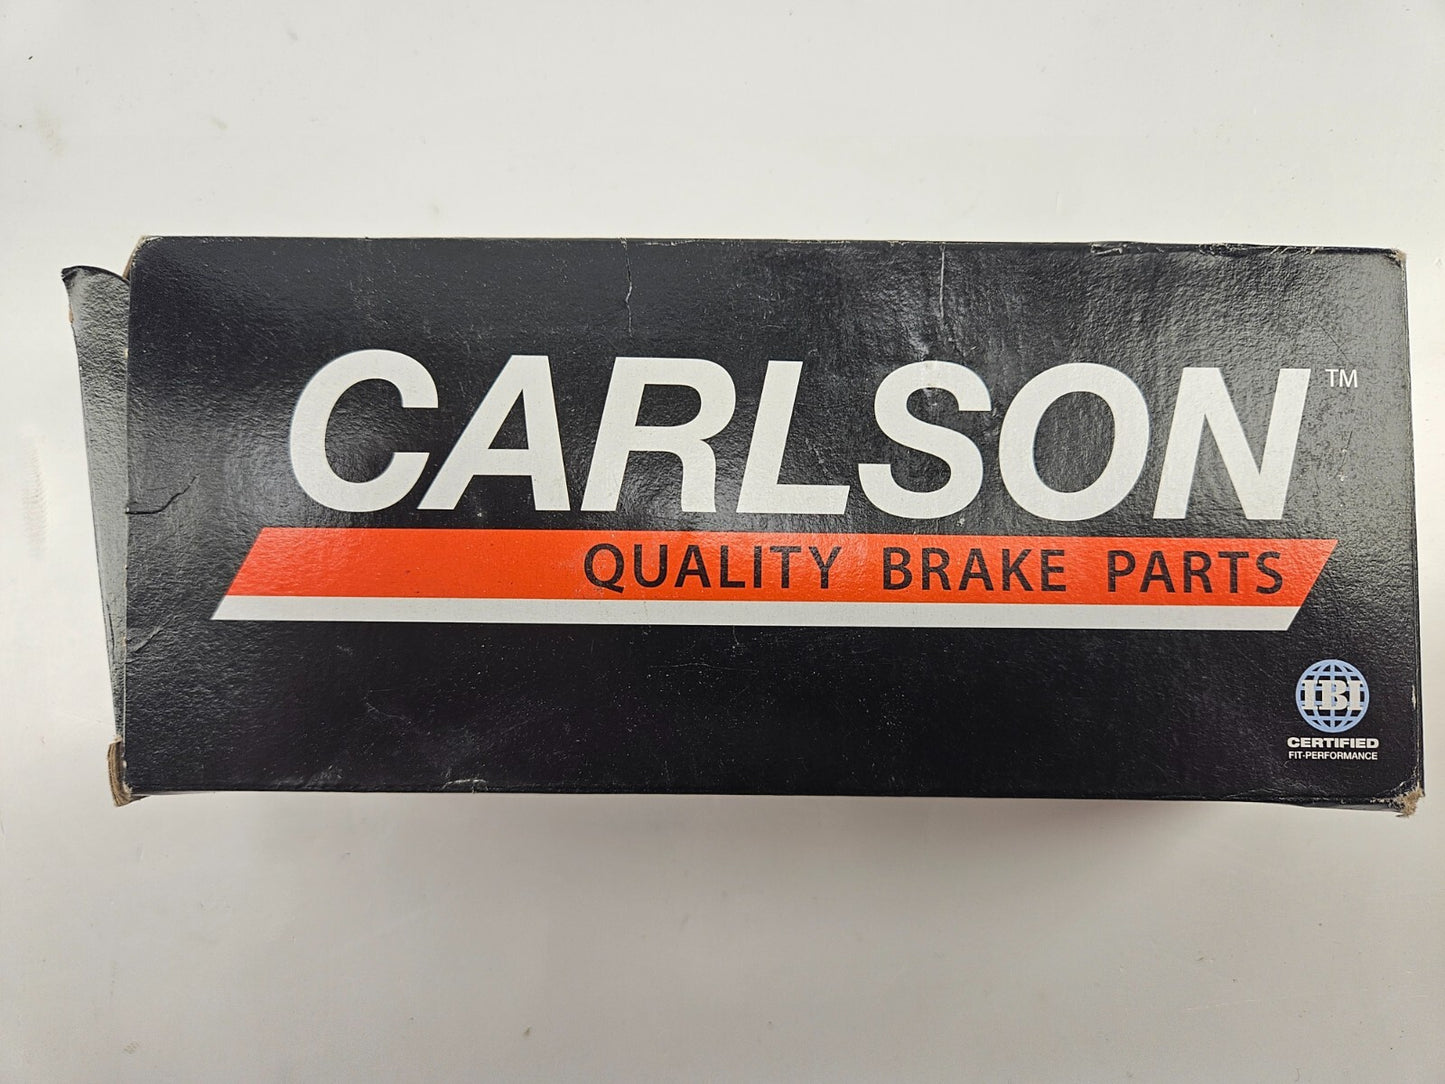 CARLSON™
QUALITY BRAKE PARTS
IBI
CERTIFIED
FIT-PERFORMANCE